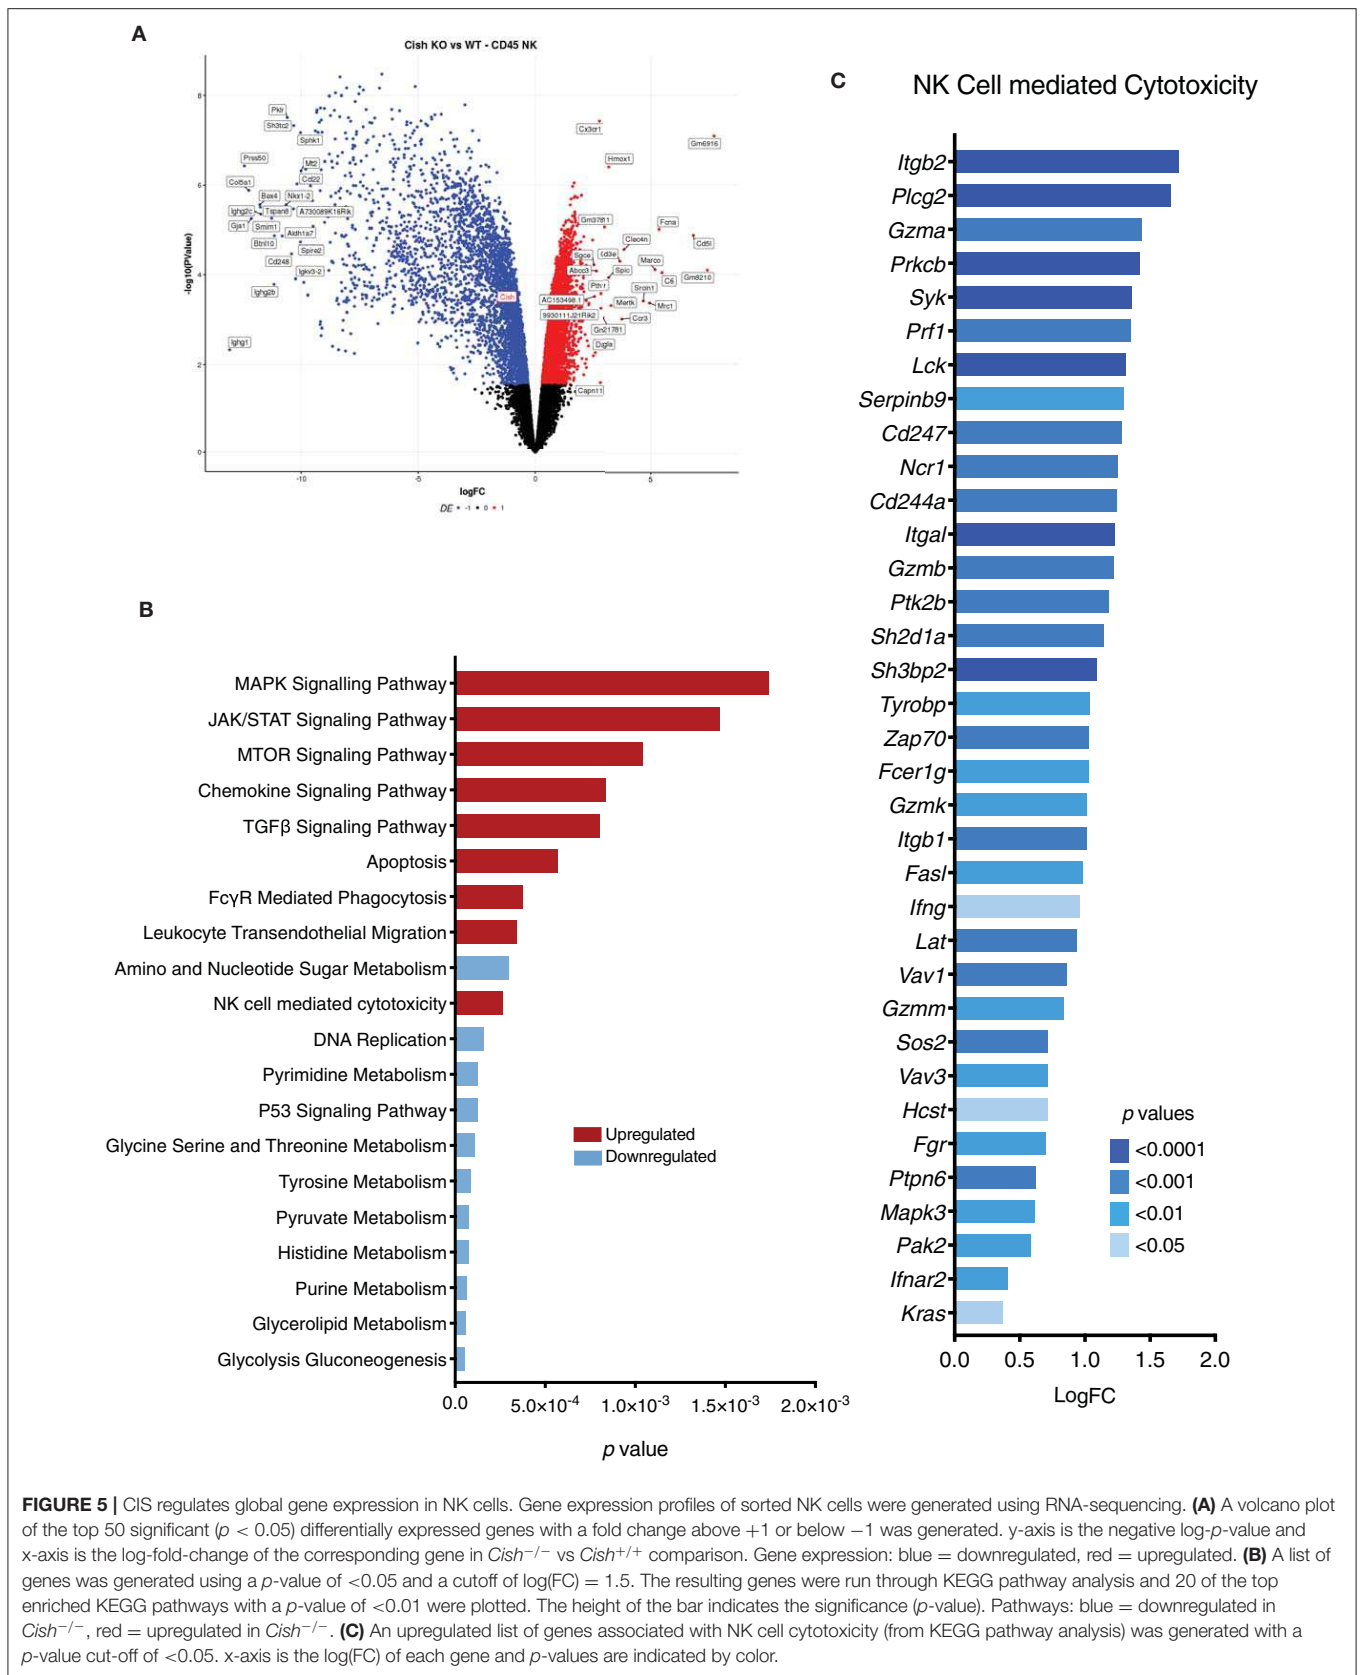 A
Cish KO vs WT - CD45 NK
-log10(PValue)
8
6
4
2
0
Pklr
Sh3tc2
Sphk1
Prss50
Mt2
Cd22
Col5a1
Bex4
Nkx1-2
Ighg2c
Tspan8
A730089K16Rik
Gja1
Smim1
Aldh1a7
Btnl10
Spire2
Cd248
Igkv3-2
Ighg2b
Ighg1
Cish
Cx3cr1
Gm6916
Hmox1
Gm37811
Fcna
Clec4n
Cd5l
Cd3e
Marco
Abcc3
Spic
C6
Gm8210
AC153498.1
Mertk
Mrc1
9930111J21Rik2
Ccr3
Gm21781
Dgla
Capn11
-10
-5
0
5
logFC
DE -1 0 1
B
MAPK Signalling Pathway
JAK/STAT Signaling Pathway
MTOR Signaling Pathway
Chemokine Signaling Pathway
TGFβ Signaling Pathway
Apoptosis
FcγR Mediated Phagocytosis
Leukocyte Transendothelial Migration
Amino and Nucleotide Sugar Metabolism
NK cell mediated cytotoxicity
DNA Replication
Pyrimidine Metabolism
P53 Signaling Pathway
Glycine Serine and Threonine Metabolism
Tyrosine Metabolism
Pyruvate Metabolism
Histidine Metabolism
Purine Metabolism
Glycerolipid Metabolism
Glycolysis Gluconeogenesis
Upregulated
Downregulated
0.0 5.0×10-4 1.0×10-3 1.5×10-3 2.0×10-3
p value
C
NK Cell mediated Cytotoxicity
Itgb2
Plcg2
Gzma
Prkcb
Syk
Prf1
Lck
Serpinb9
Cd247
Ncr1
Cd244a
Itgal
Gzmb
Ptk2b
Sh2d1a
Sh3bp2
Tyrobp
Zap70
Fcer1g
Gzmk
Itgb1
Fasl
Ifng
Lat
Vav1
Gzmm
Sos2
Vav3
Hcst
Fgr
Ptpn6
Mapk3
Pak2
Ifnar2
Kras
p values
<0.0001
<0.001
<0.01
<0.05
0.0 0.5 1.0 1.5 2.0
LogFC
FIGURE 5 | CIS regulates global gene expression in NK cells. Gene expression profiles of sorted NK cells were generated using RNA-sequencing. (A) A volcano plot
of the top 50 significant (p < 0.05) differentially expressed genes with a fold change above +1 or below −1 was generated. y-axis is the negative log-p-value and
x-axis is the log-fold-change of the corresponding gene in Cish−/− vs Cish+/+ comparison. Gene expression: blue = downregulated, red = upregulated. (B) A list of
genes was generated using a p-value of <0.05 and a cutoff of log(FC) = 1.5. The resulting genes were run through KEGG pathway analysis and 20 of the top
enriched KEGG pathways with a p-value of <0.01 were plotted. The height of the bar indicates the significance (p-value). Pathways: blue = downregulated in
Cish−/−, red = upregulated in Cish−/−. (C) An upregulated list of genes associated with NK cell cytotoxicity (from KEGG pathway analysis) was generated with a
p-value cut-off of <0.05. x-axis is the log(FC) of each gene and p-values are indicated by color.